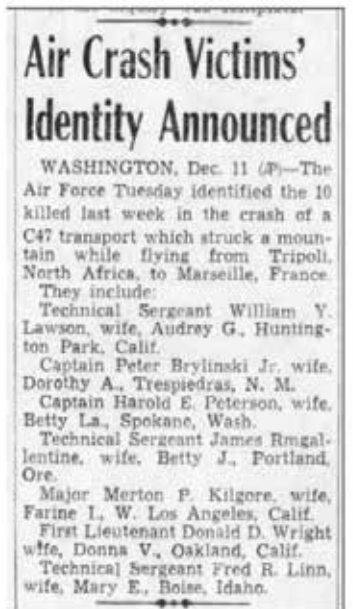 Air Crash Victims'
Identity Announced
WASHINGTON, Dec. 11 (AP)—The
Air Force Tuesday identified the 10
killed last week in the crash of a
C47 transport which struck a moun-
tain while flying from Tripoli,
North Africa, to Marseille, France.
They include:
Technical Sergeant William Y.
Lawson, wife, Audrey G., Hunting-
ton Park, Calif.
Captain Peter Brylinski Jr. wife,
Dorothy A., Trespiedras, N. M.
Captain Harold E. Peterson, wife,
Betty La., Spokane, Wash.
Technical Sergeant James Rmgal-
lentine, wife, Betty J., Portland,
Ore.
Major Merton P. Kilgore, wife,
Farine I., W. Los Angeles, Calif.
First Lieutenant Donald D. Wright
wife, Donna V., Oakland, Calif.
Technical Sergeant Fred R. Linn,
wife, Mary E., Boise, Idaho.